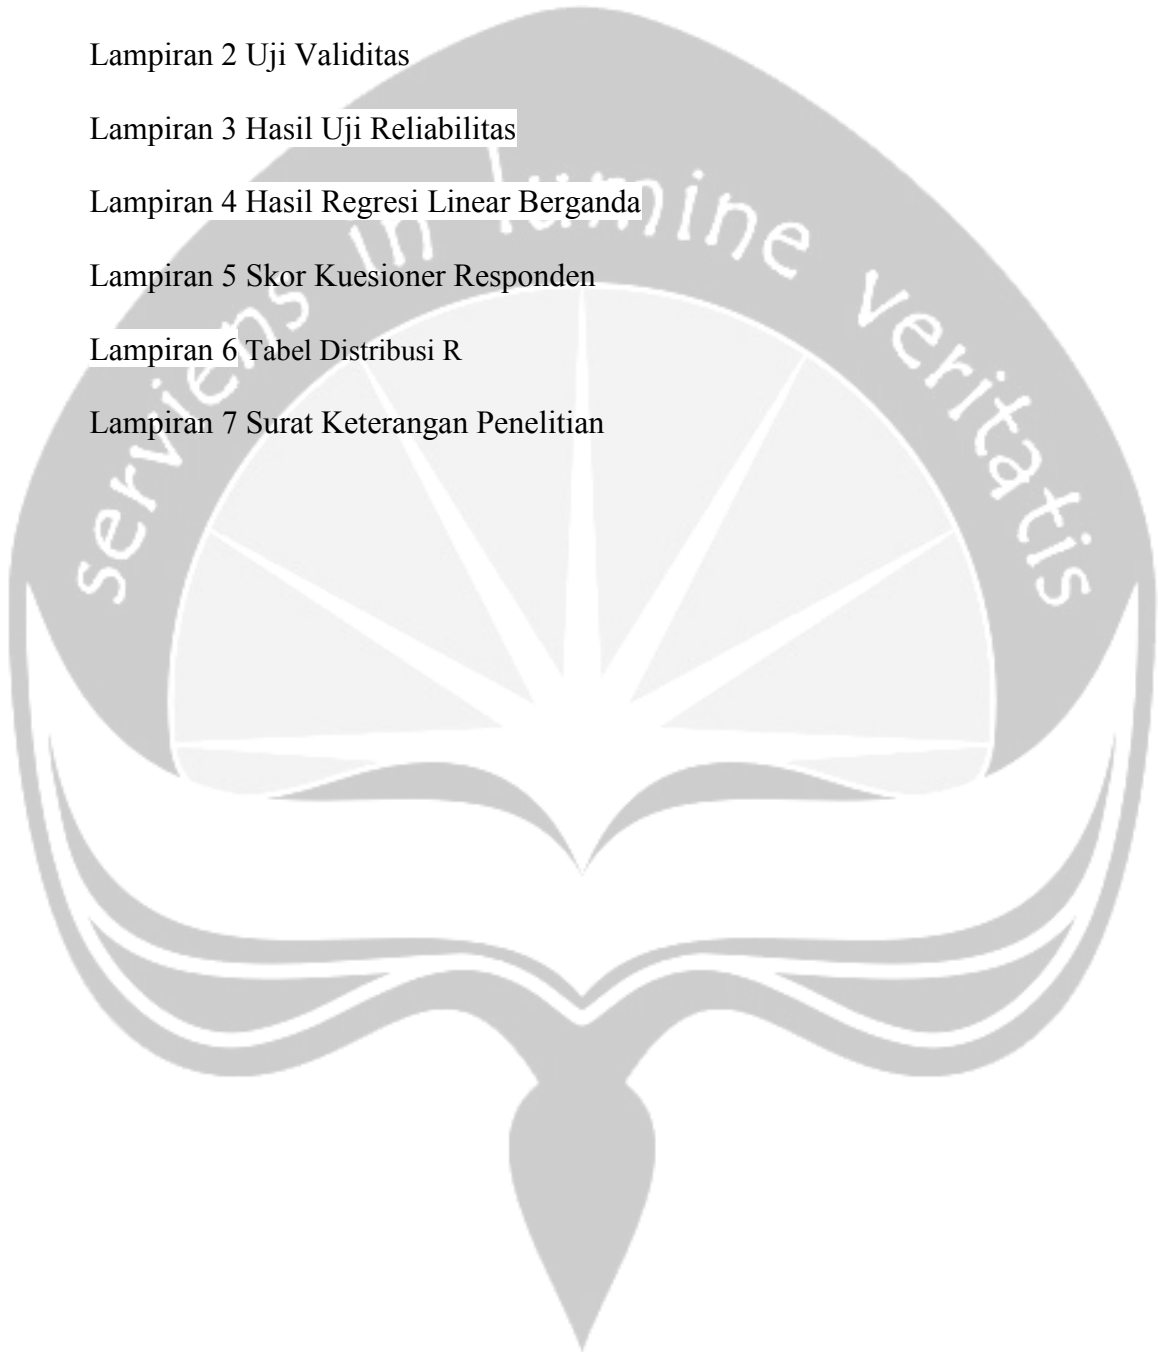 Lampiran 2 Uji Validitas
Lampiran 3 Hasil Uji Reliabilitas
Lampiran 4 Hasil Regresi Linear Berganda
Lampiran 5 Skor Kuesioner Responden
Lampiran 6 Tabel Distribusi R
Lampiran 7 Surat Keterangan Penelitian
serviens in lumine veritatis